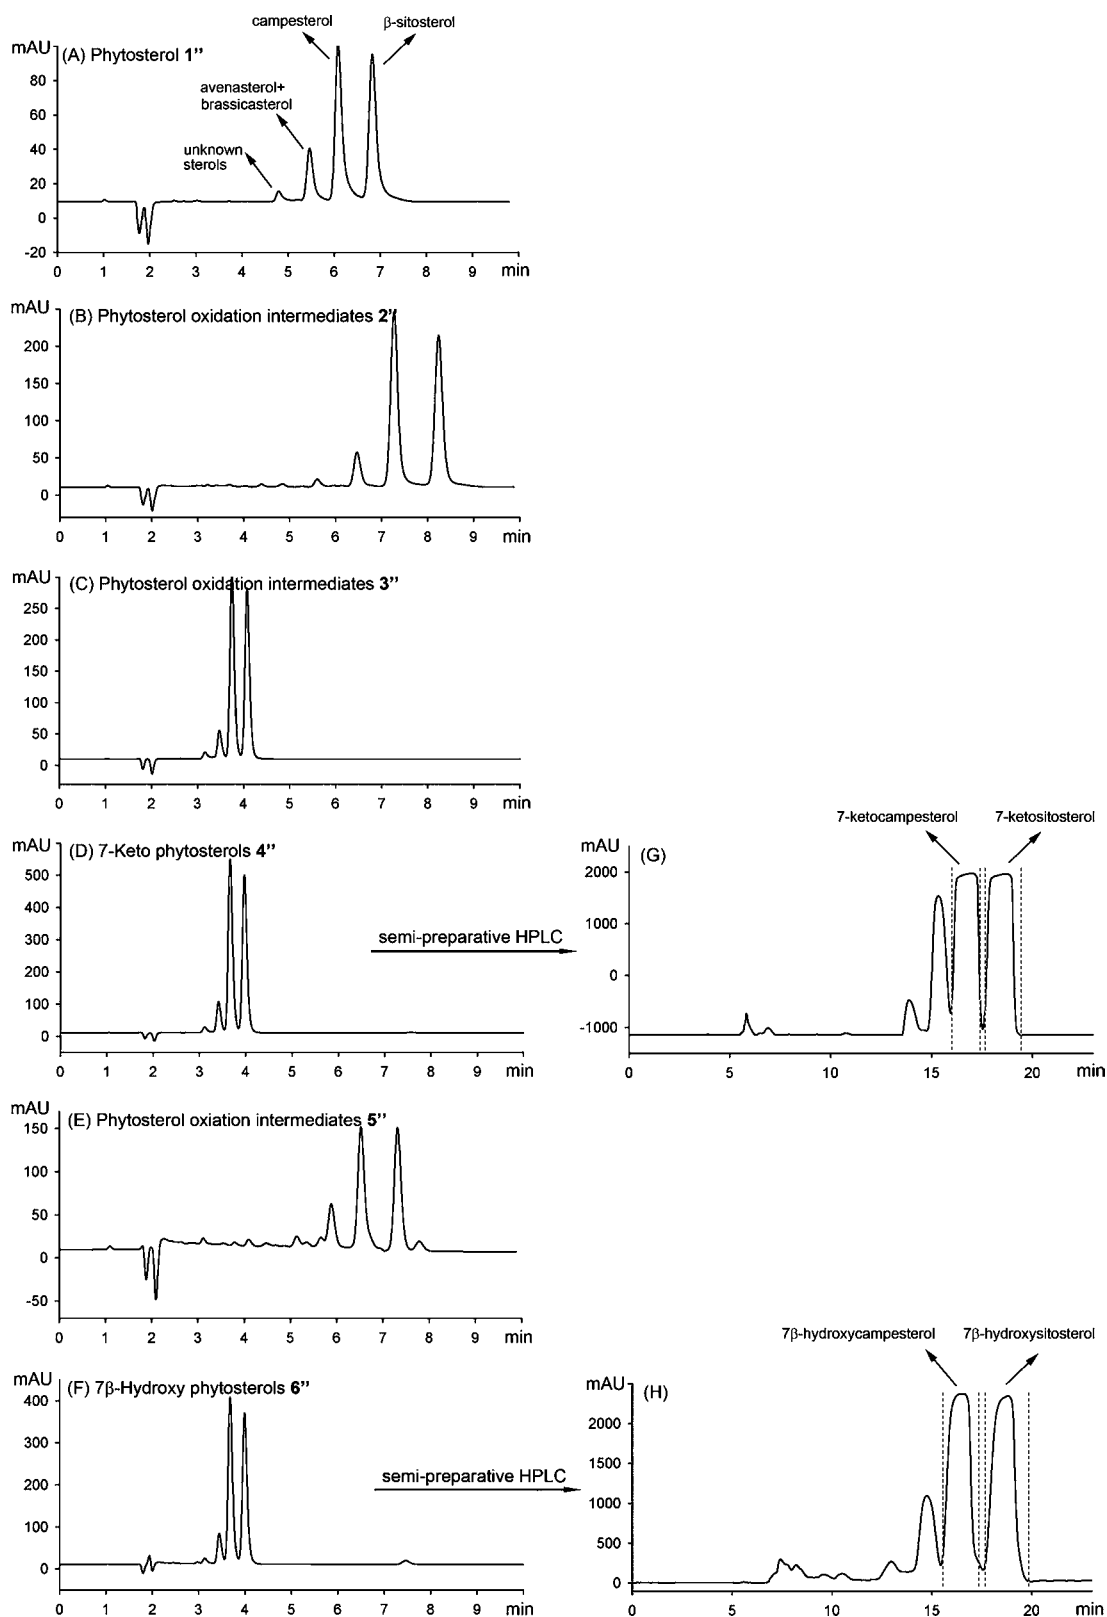 campesterol
β-sitosterol
mAU
(A) Phytosterol 1’’
80
avenasterol+
brassicasterol
60
40
unknown
sterols
20
0
-20
0 1 2 3 4 5 6 7 8 9 min
mAU
(B) Phytosterol oxidation intermediates 2’’
200
150
100
50
0
0 1 2 3 4 5 6 7 8 9 min
mAU
(C) Phytosterol oxidation intermediates 3’’
250
200
150
100
50
0
0 1 2 3 4 5 6 7 8 9 min
mAU
(D) 7-Keto phytosterols 4’’
500
400
300
200
100
0
0 1 2 3 4 5 6 7 8 9 min
semi-preparative HPLC
7-ketocampesterol
7-ketositosterol
mAU
(G)
2000
1000
0
-1000
0 5 10 15 20 min
mAU
(E) Phytosterol oxiation intermediates 5’’
150
100
50
0
-50
0 1 2 3 4 5 6 7 8 9 min
mAU
(F) 7β-Hydroxy phytosterols 6’’
400
300
200
100
0
0 1 2 3 4 5 6 7 8 9 min
semi-preparative HPLC
7β-hydroxycampesterol
7β-hydroxysitosterol
mAU
(H)
2000
1500
1000
500
0
0 5 10 15 20 min